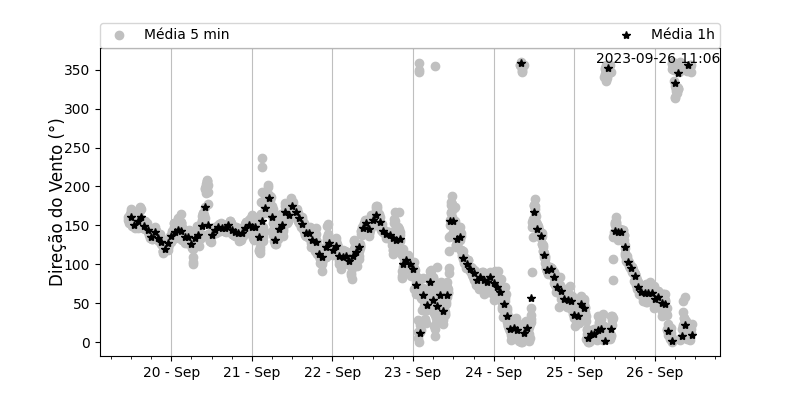 Média 5 min
Média 1h
2023-09-26 11:06
Direção do Vento (°)
350
300
250
200
150
100
50
0
20 - Sep
21 - Sep
22 - Sep
23 - Sep
24 - Sep
25 - Sep
26 - Sep